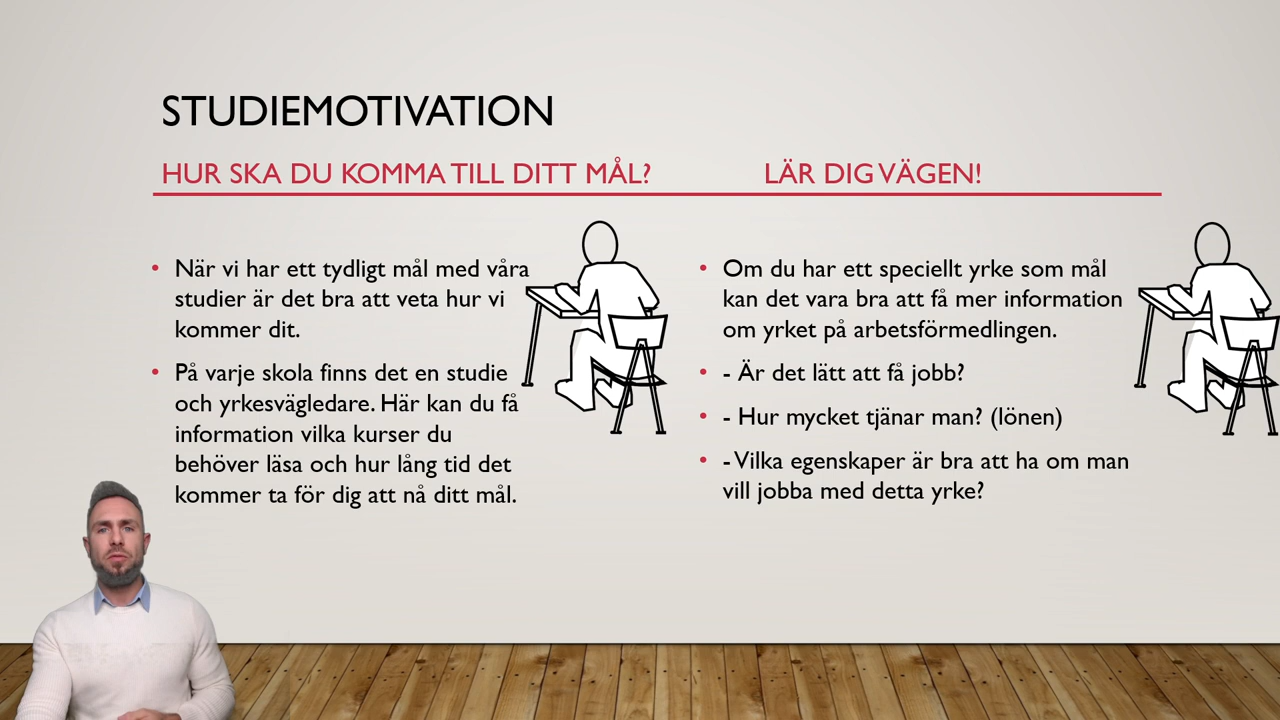 STUDIEMOTIVATION
HUR SKA DU KOMMA TILL DITT MÅL?
När vi har ett tydligt mål med våra
studier är det bra att veta hur vi
kommer dit.
På varje skola finns det en studie
och yrkesvägledare. Här kan du få
information vilka kurser du
behöver läsa och hur lång tid det
kommer ta för dig att nå ditt mål.
LÄR DIG VÄGEN!
Om du har ett speciellt yrke som mål
kan det vara bra att få mer information
om yrket på arbetsförmedlingen.
- Är det lätt att få jobb?
- Hur mycket tjänar man? (lönen)
- Vilka egenskaper är bra att ha om man
vill jobba med detta yrke?